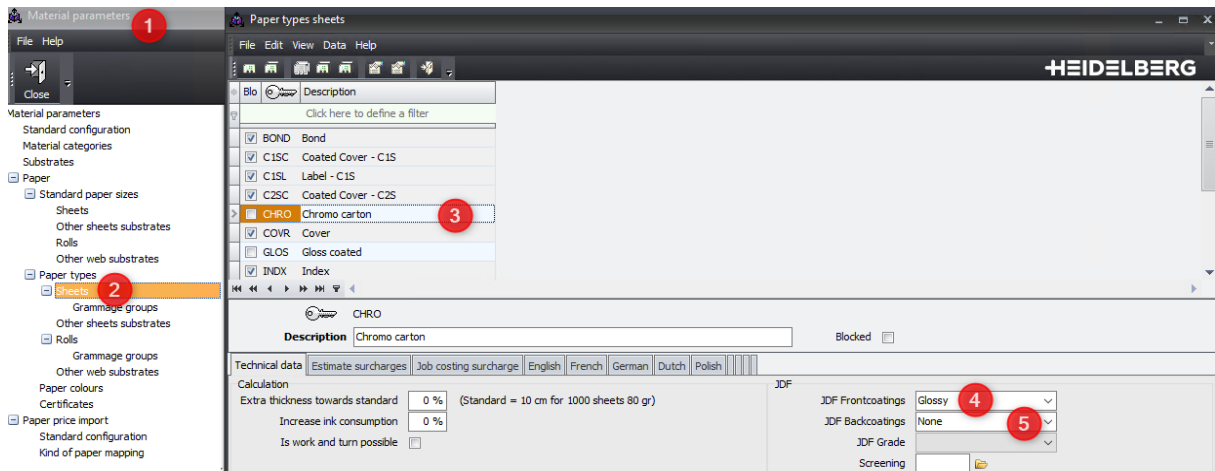 Material parameters
1
File Help
Close
Material parameters
Standard configuration
Material categories
Substrates
Paper
Standard paper sizes
Sheets
Other sheets substrates
Rolls
Other web substrates
Paper types
Sheets 2
Grammage groups
Other sheets substrates
Rolls
Grammage groups
Other web substrates
Paper colours
Certificates
Paper price import
Standard configuration
Kind of paper mapping
Paper types sheets
File Edit View Data Help
HEIDELBERG
Blo Description
Click here to define a filter
BOND Bond
C1SC Coated Cover - C1S
C1SL Label - C1S
C2SC Coated Cover - C2S
CHRO Chromo carton 3
COVR Cover
GLOS Gloss coated
INDX Index
CHRO
Description Chromo carton Blocked
Technical data Estimate surcharges Job costing surcharge English French German Dutch Polish
Calculation
Extra thickness towards standard 0 % (Standard = 10 cm for 1000 sheets 80 gr)
Increase ink consumption 0 %
Is work and turn possible
JDF
JDF Frontcoatings Glossy 4
JDF Backcoatings None 5
JDF Grade
Screening